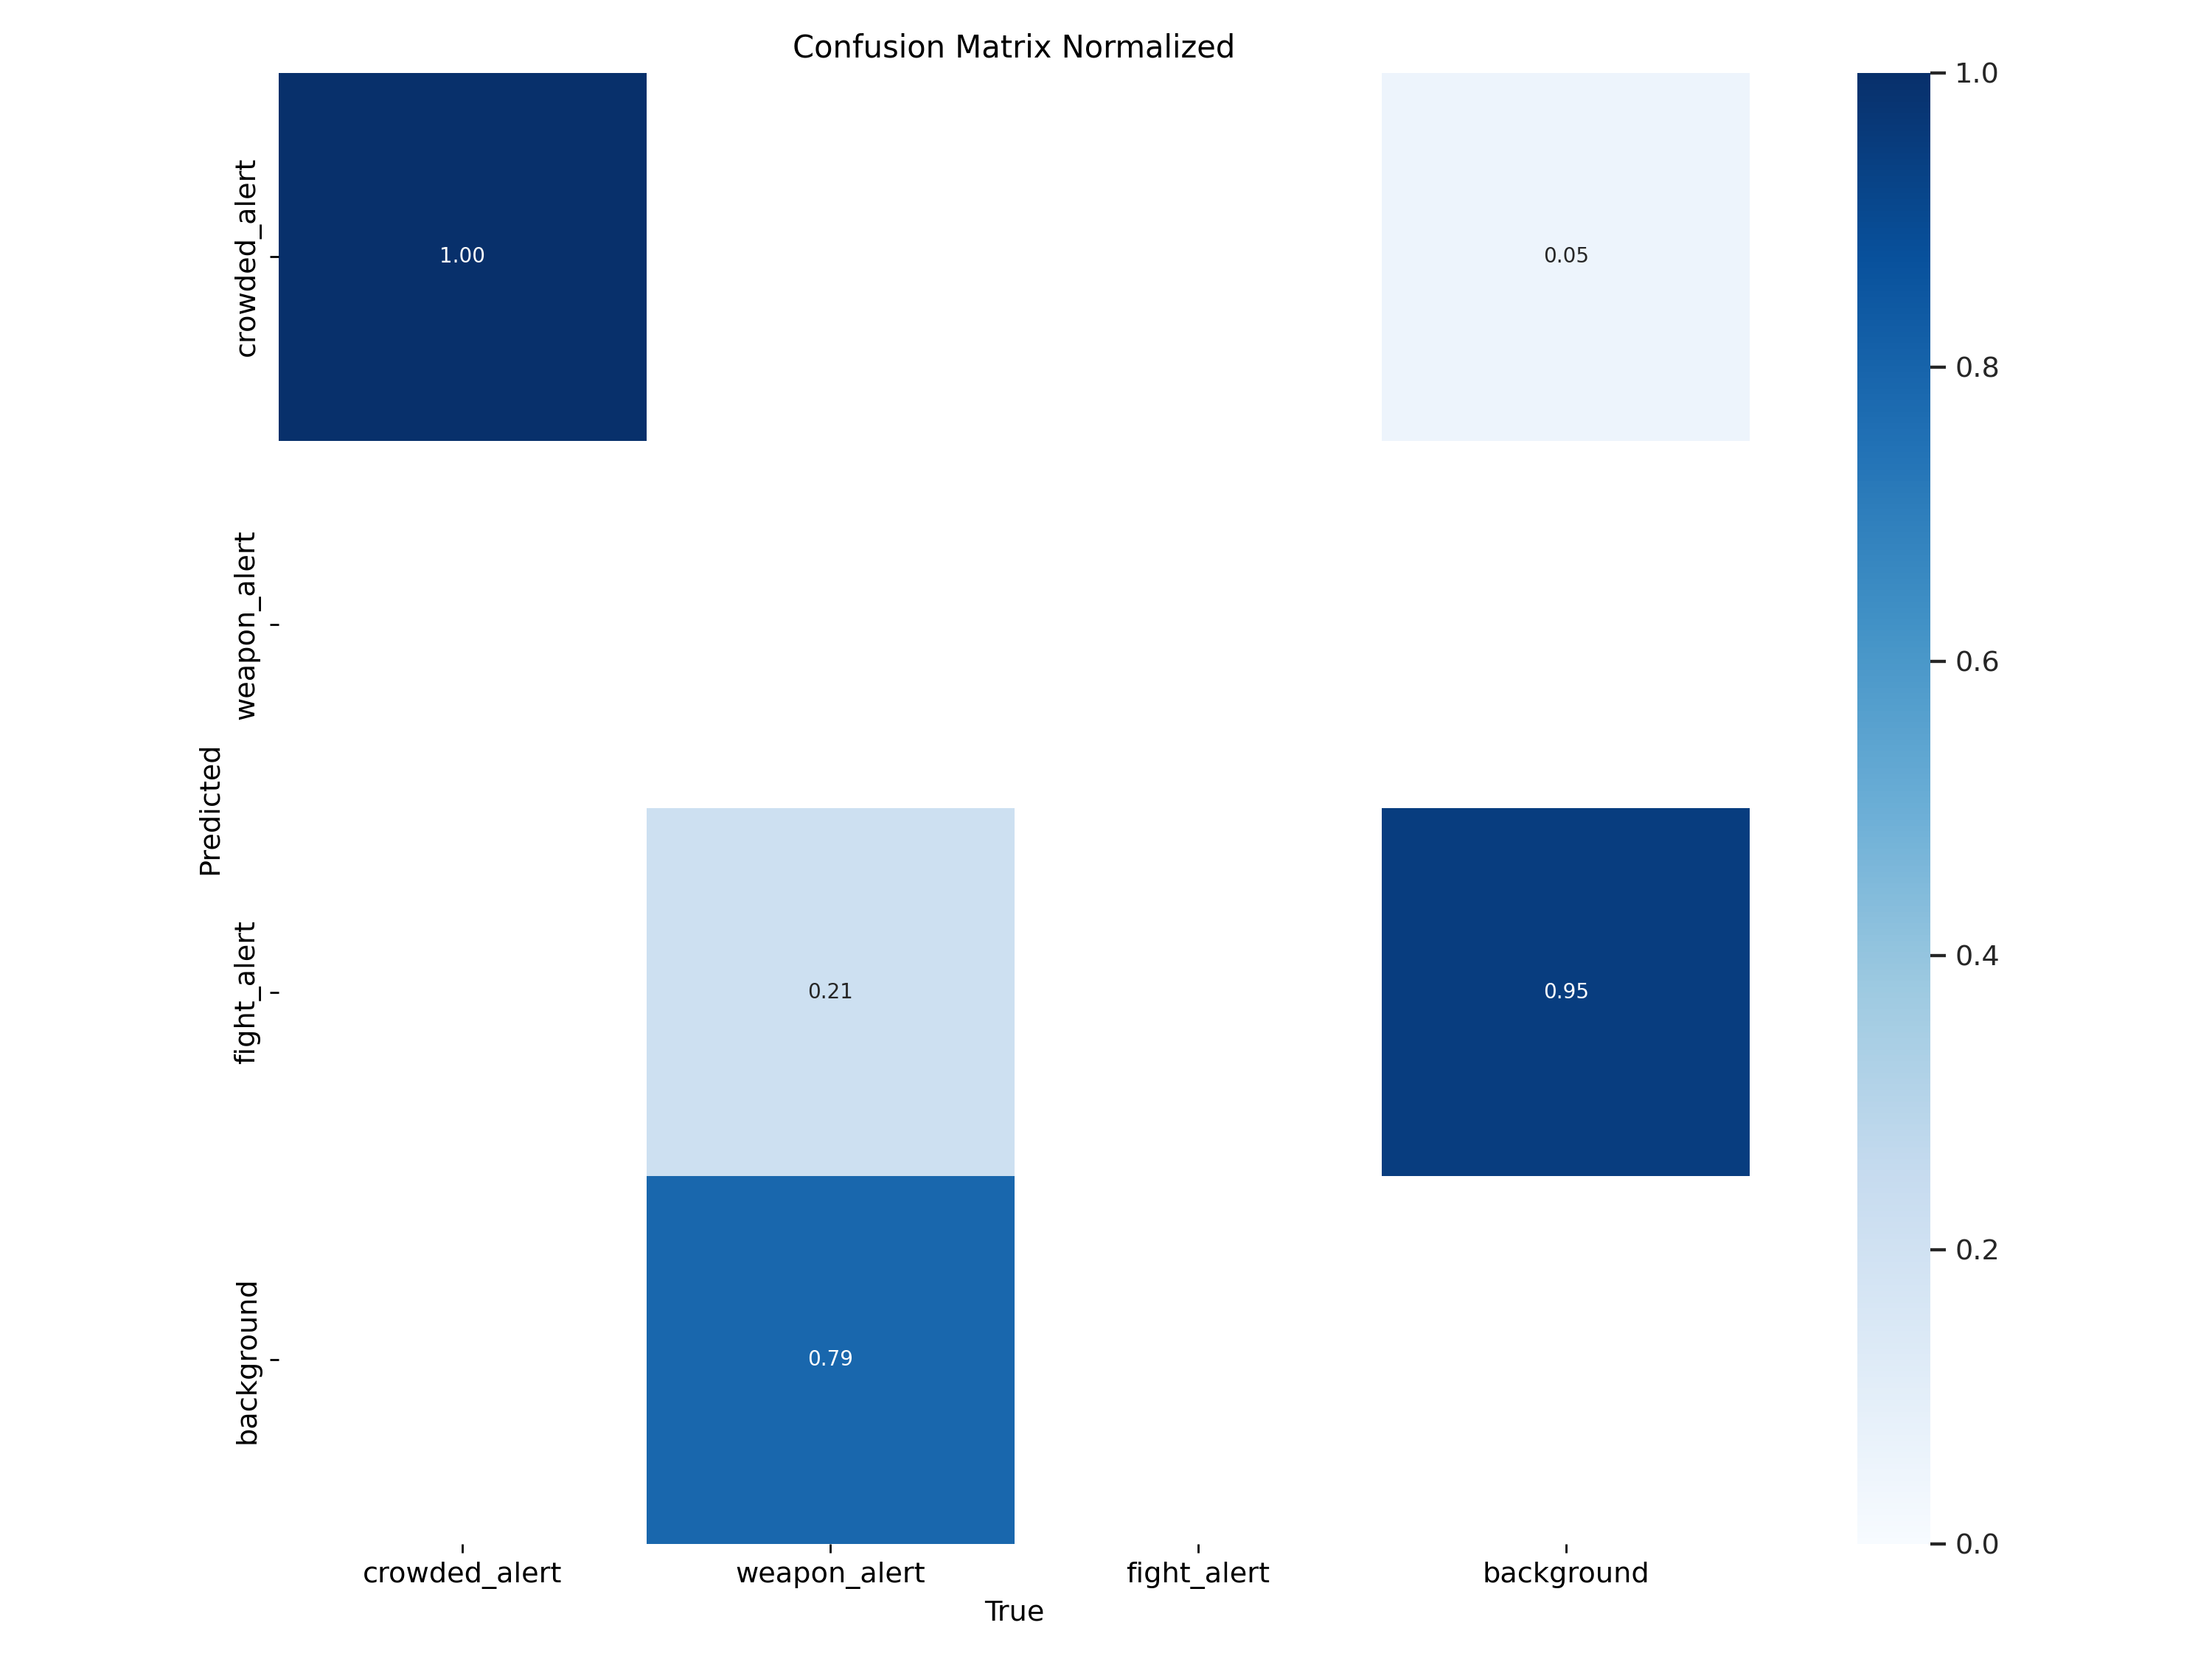 Confusion Matrix Normalized
crowded_alert
weapon_alert
fight_alert
background
Predicted
1.00
0.05
0.21
0.95
0.79
crowded_alert
weapon_alert
fight_alert
background
True
1.0
0.8
0.6
0.4
0.2
0.0